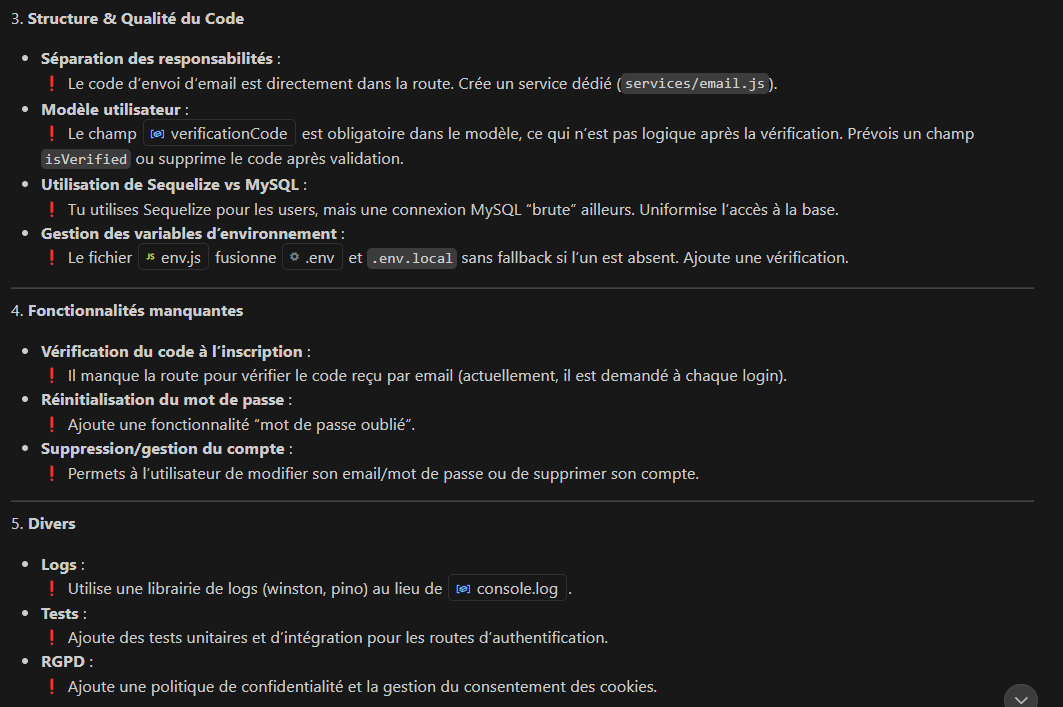 3. Structure & Qualité du Code
• Séparation des responsabilités :
❗ Le code d’envoi d’email est directement dans la route. Crée un service dédié (services/email.js).
• Modèle utilisateur :
❗ Le champ verificationCode est obligatoire dans le modèle, ce qui n’est pas logique après la vérification. Prévois un champ
isVerified ou supprime le code après validation.
• Utilisation de Sequelize vs MySQL :
❗ Tu utilises Sequelize pour les users, mais une connexion MySQL “brute” ailleurs. Uniformise l’accès à la base.
• Gestion des variables d’environnement :
❗ Le fichier JS env.js fusionne .env et .env.local sans fallback si l’un est absent. Ajoute une vérification.
4. Fonctionnalités manquantes
• Vérification du code à l’inscription :
❗ Il manque la route pour vérifier le code reçu par email (actuellement, il est demandé à chaque login).
• Réinitialisation du mot de passe :
❗ Ajoute une fonctionnalité “mot de passe oublié”.
• Suppression/gestion du compte :
❗ Permets à l’utilisateur de modifier son email/mot de passe ou de supprimer son compte.
5. Divers
• Logs :
❗ Utilise une librairie de logs (winston, pino) au lieu de console.log .
• Tests :
❗ Ajoute des tests unitaires et d’intégration pour les routes d’authentification.
• RGPD :
❗ Ajoute une politique de confidentialité et la gestion du consentement des cookies.